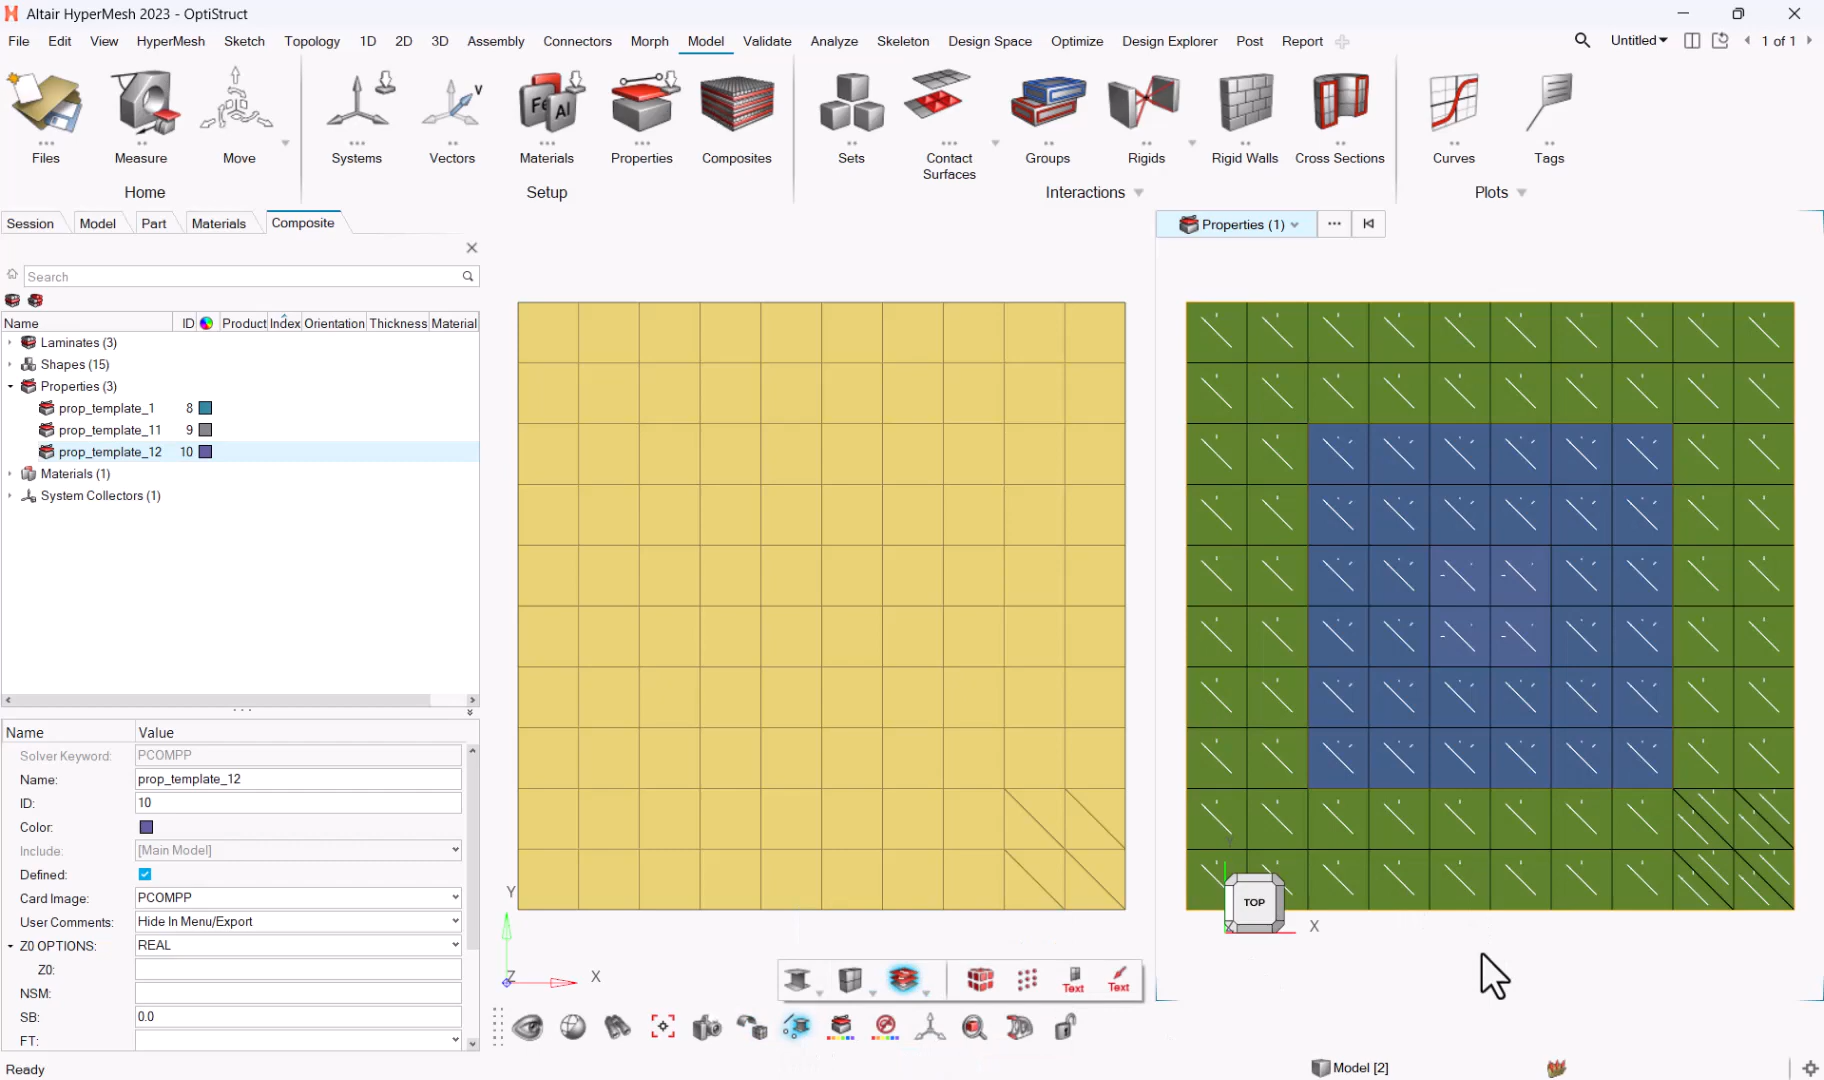 Altair HyperMesh 2023 - OptiStruct
File Edit View HyperMesh Sketch Topology 1D 2D 3D Assembly Connectors Morph Model Validate Analyze Skeleton Design Space Optimize Design Explorer Post Report Untitled 1 of 1
Files Measure Move Systems Vectors Materials Properties Composites Sets Contact Surfaces Groups Rigids Rigid Walls Cross Sections Curves Tags
Home Setup Interactions Plots
Session Model Part Materials Composite
Properties (1)
Search
Name ID Product Index Orientation Thickness Material
Laminates (3)
Shapes (15)
Properties (3)
prop_template_1 8
prop_template_11 9
prop_template_12 10
Materials (1)
System Collectors (1)
Name Value
Solver Keyword: PCOMPP
Name: prop_template_12
ID: 10
Color:
Include: [Main Model]
Defined:
Card Image: PCOMPP
User Comments: Hide In Menu/Export
Z0 OPTIONS: REAL
Z0:
NSM:
SB: 0.0
FT:
Y
Z X
TOP
X
Text Text
Ready
Model [2]